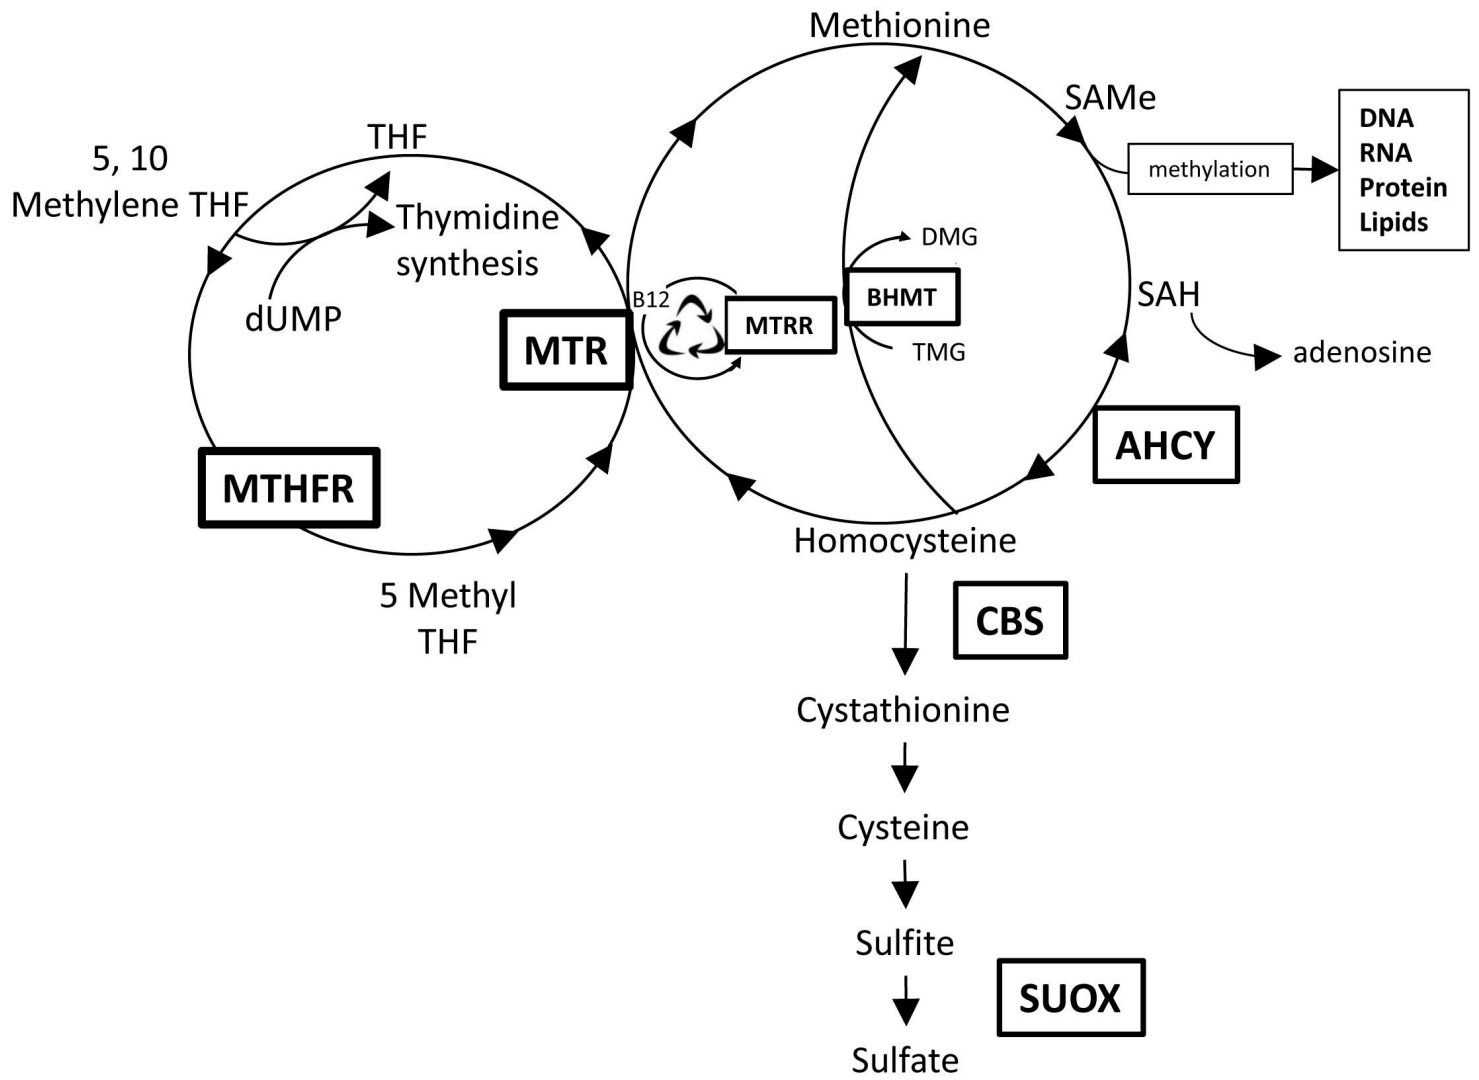 Methionine
SAMe
methylation
DNA
RNA
Protein
Lipids
THF
5, 10
Methylene THF
Thymidine
synthesis
dUMP
DMG
B12
MTRR
BHMT
TMG
SAH
adenosine
MTR
AHCY
MTHFR
Homocysteine
5 Methyl
THF
CBS
Cystathionine
Cysteine
Sulfite
SUOX
Sulfate